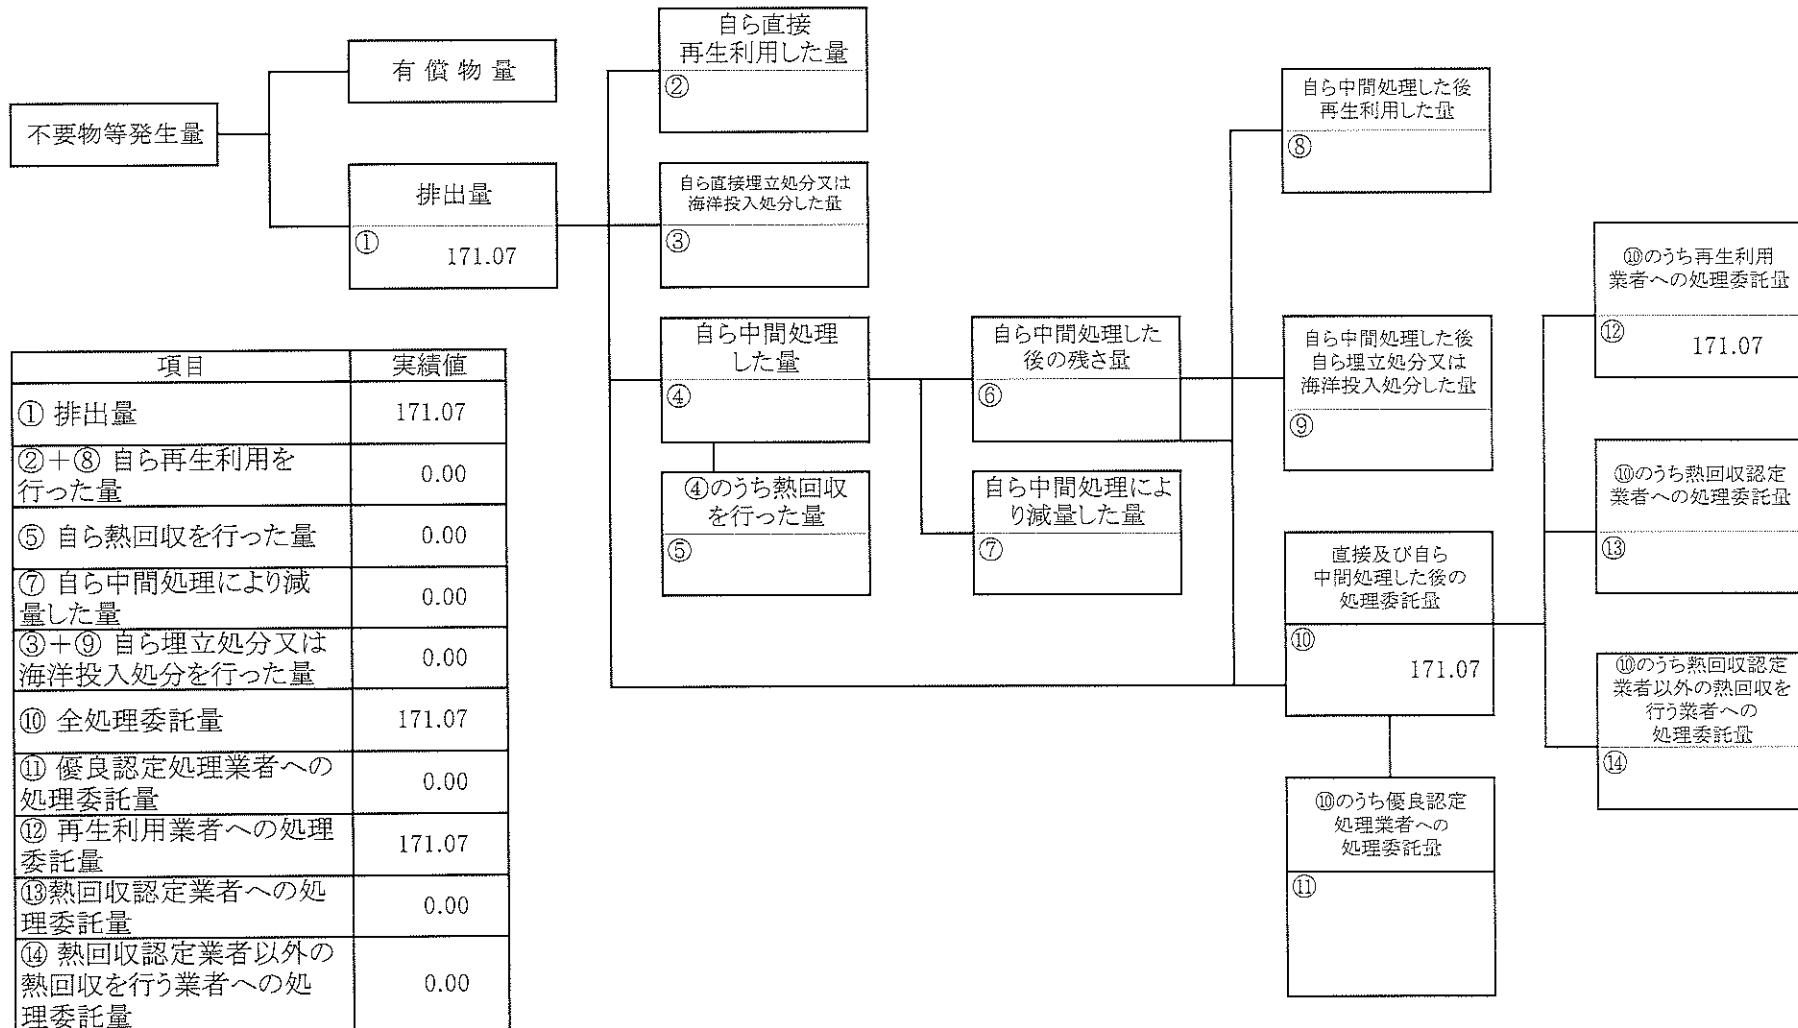 不要物等発生量
有償物量
排出量
①
171.07
自ら直接
再生利用した量
②
自ら直接埋立処分又は
海洋投入処分した量
③
自ら中間処理
した量
④
④のうち熱回収
を行った量
⑤
自ら中間処理した
後の残さ量
⑥
自ら中間処理によ
り減量した量
⑦
自ら中間処理した後
再生利用した量
⑧
自ら中間処理した後
自ら埋立処分又は
海洋投入処分した量
⑨
直接及び自ら
中間処理した後の
処理委託量
⑩
171.07
⑩のうち優良認定
処理業者への
処理委託量
⑪
⑩のうち再生利用
業者への処理委託量
⑫
171.07
⑩のうち熱回収認定
業者への処理委託量
⑬
⑩のうち熱回収認定
業者以外の熱回収を
行う業者への
処理委託量
⑭
項目 実績値
① 排出量 171.07
②+⑧ 自ら再生利用を
行った量 0.00
⑤ 自ら熱回収を行った量 0.00
⑦ 自ら中間処理により減
量した量 0.00
③+⑨ 自ら埋立処分又は
海洋投入処分を行った量 0.00
⑩ 全処理委託量 171.07
⑪ 優良認定処理業者への
処理委託量 0.00
⑫ 再生利用業者への処理
委託量 171.07
⑬熱回収認定業者への処
理委託量 0.00
⑭ 熱回収認定業者以外の
熱回収を行う業者への処
理委託量 0.00